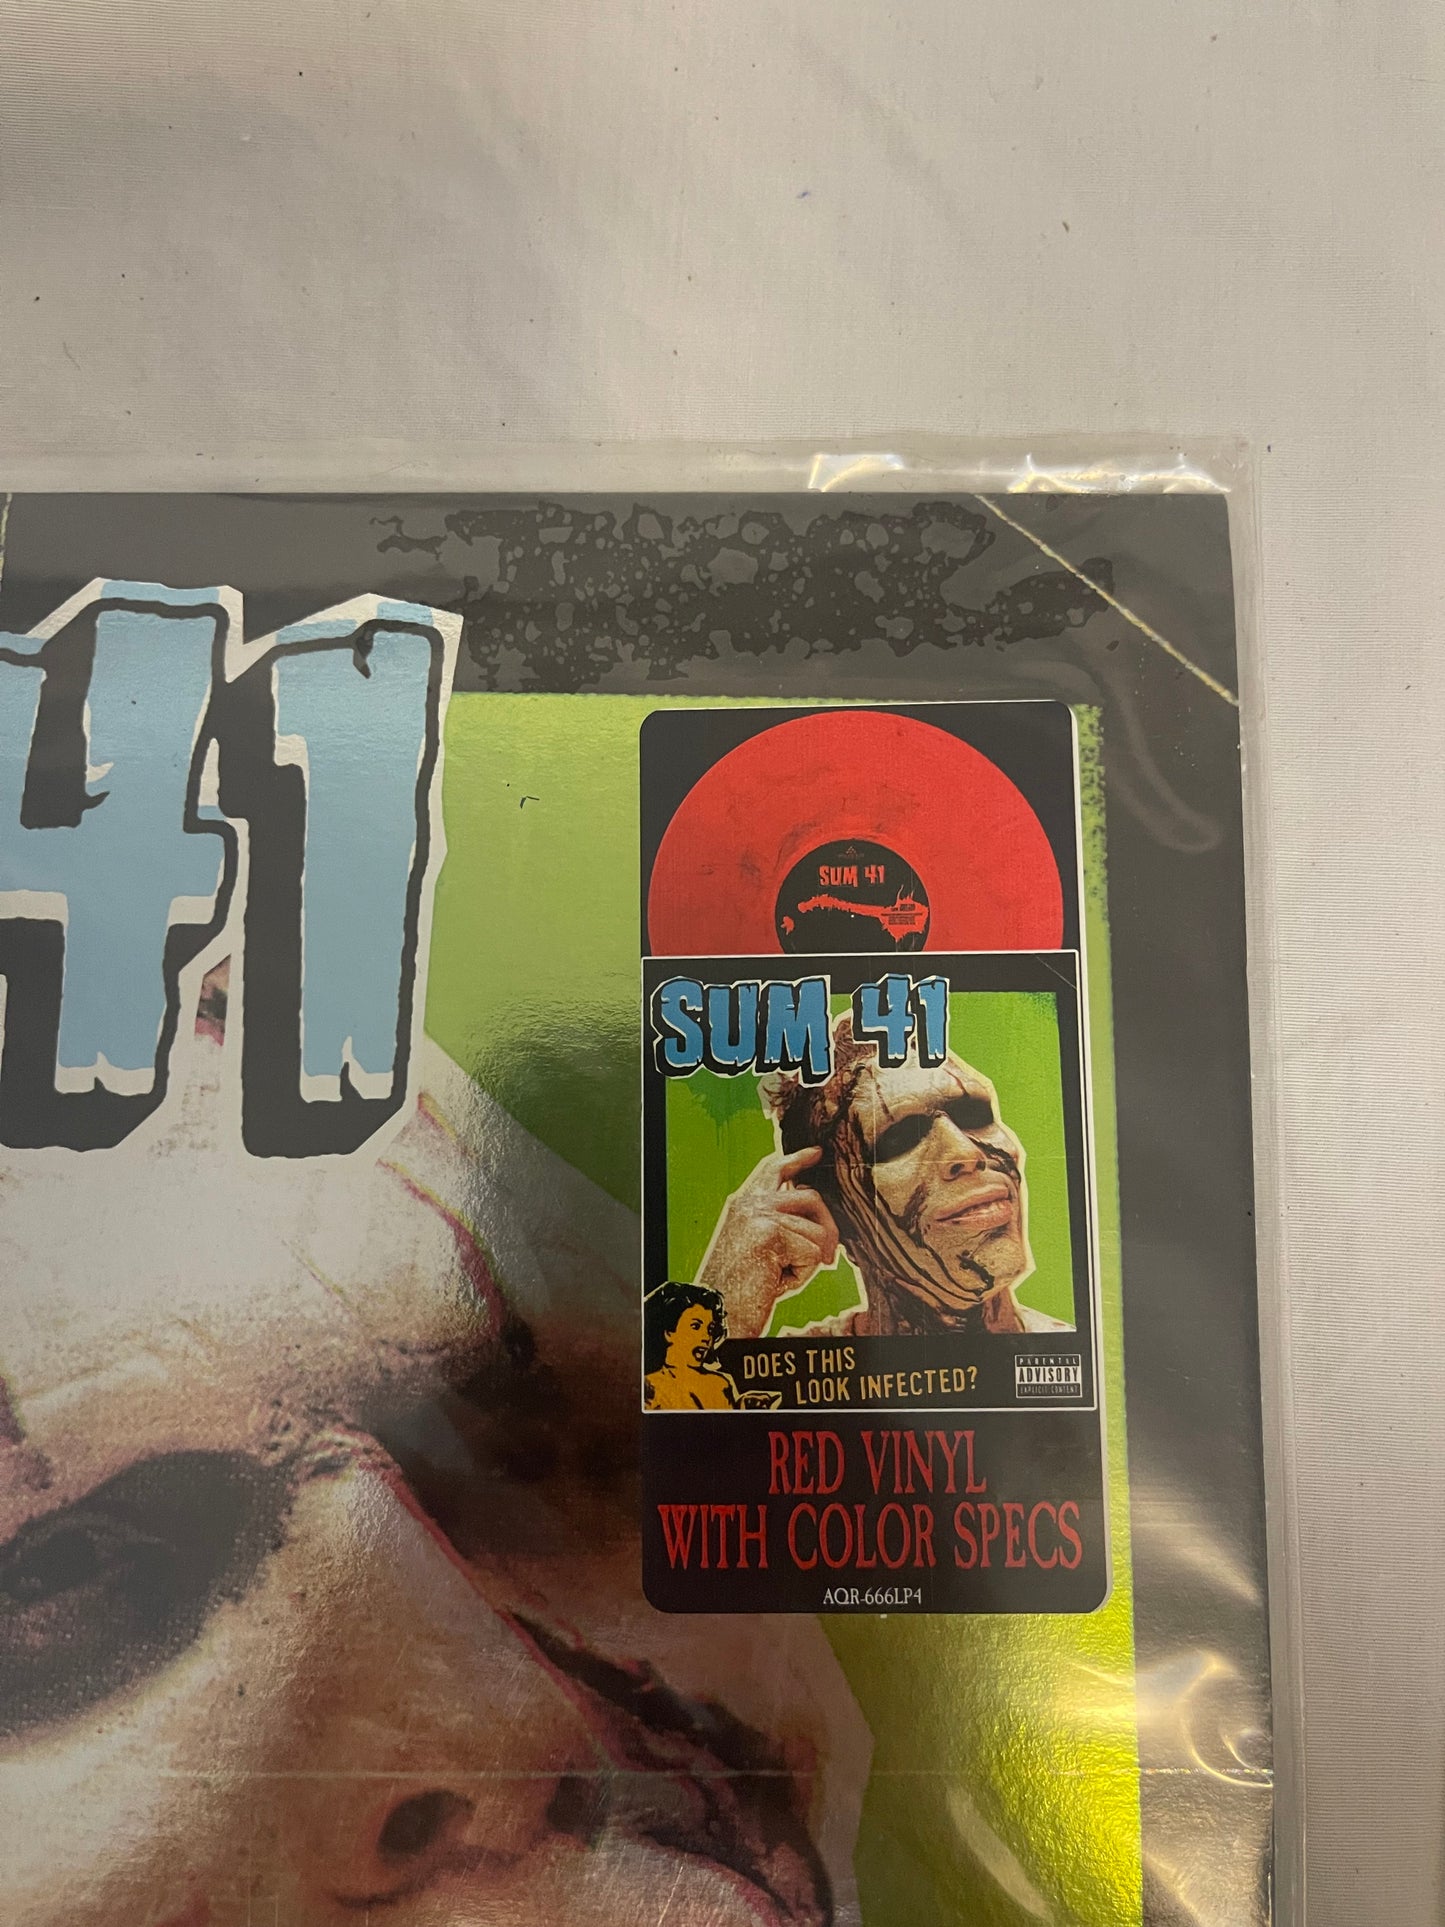 41
SUM 41
SUM 41
DOES THIS
LOOK INFECTED?
PARENTAL
ADVISORY
EXPLICIT CONTENT
RED VINYL
WITH COLOR SPECS
AQR-666LP4